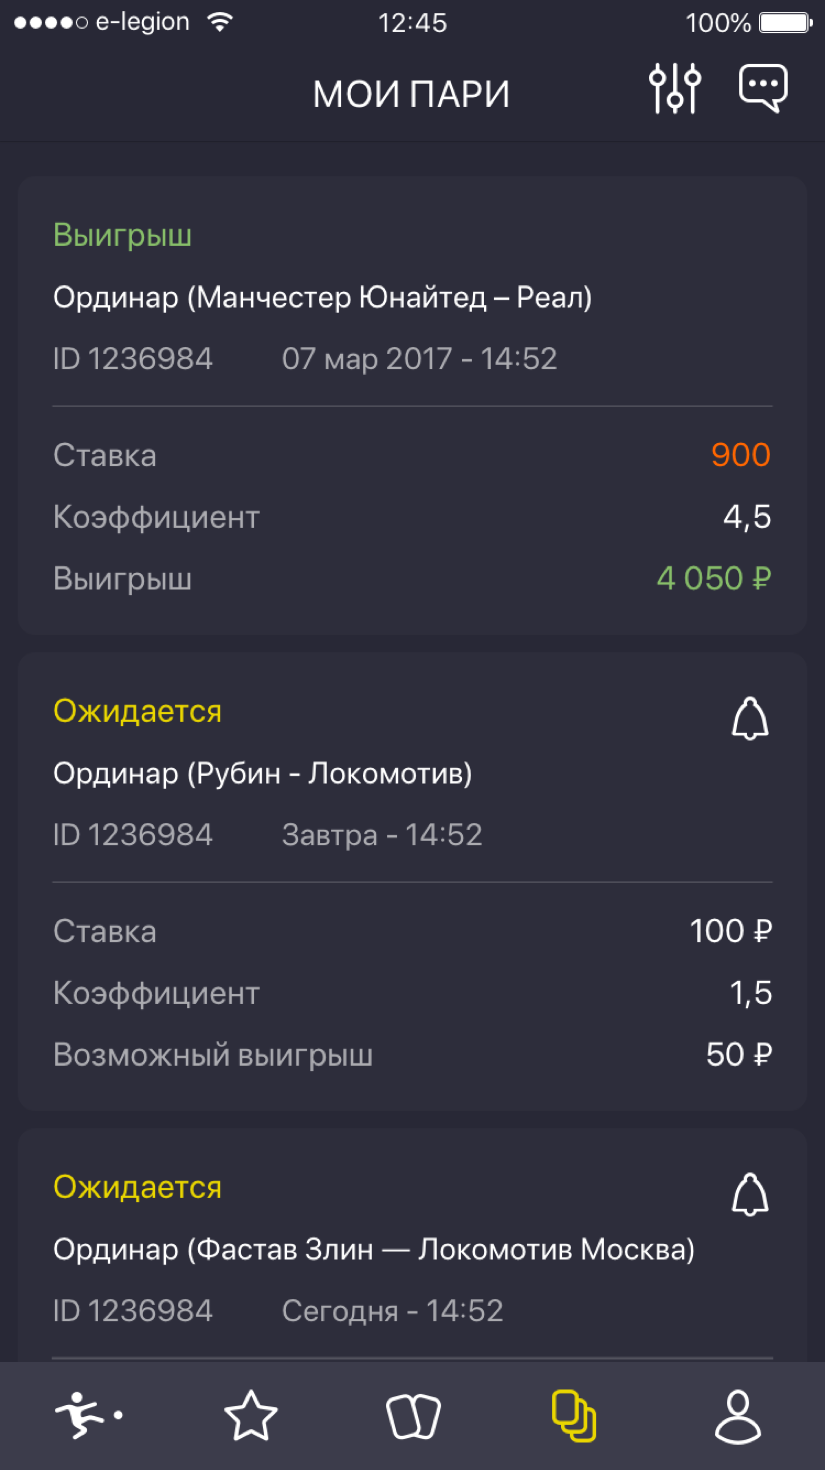 e-legion 12:45 100%
МОИ ПАРИ
Выигрыш
Ординар (Манчестер Юнайтед – Реал)
ID 1236984 07 мар 2017 - 14:52
Ставка 900
Коэффициент 4,5
Выигрыш 4 050 ₽
Ожидается
Ординар (Рубин - Локомотив)
ID 1236984 Завтра - 14:52
Ставка 100 ₽
Коэффициент 1,5
Возможный выигрыш 50 ₽
Ожидается
Ординар (Фастав Злин — Локомотив Москва)
ID 1236984 Сегодня - 14:52